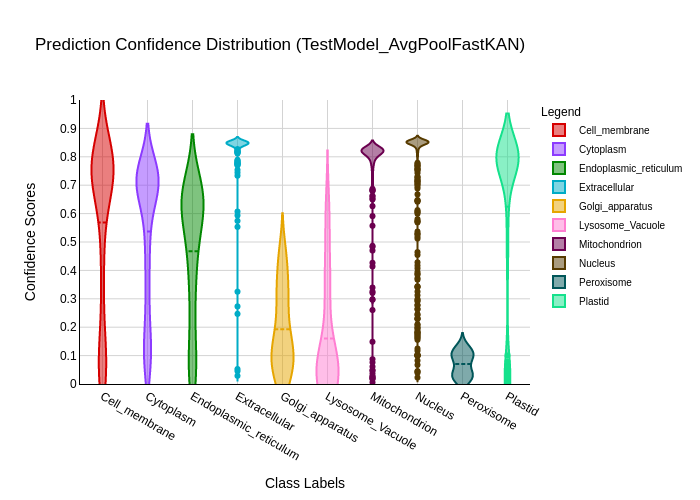 Prediction Confidence Distribution (TestModel_AvgPoolFastKAN)
Legend
Cell_membrane
Cytoplasm
Endoplasmic_reticulum
Extracellular
Golgi_apparatus
Lysosome_Vacuole
Mitochondrion
Nucleus
Peroxisome
Plastid
Confidence Scores
1
0.9
0.8
0.7
0.6
0.5
0.4
0.3
0.2
0.1
0
Cell_membrane
Cytoplasm
Endoplasmic_reticulum
Extracellular
Golgi_apparatus
Lysosome_Vacuole
Mitochondrion
Nucleus
Peroxisome
Plastid
Class Labels